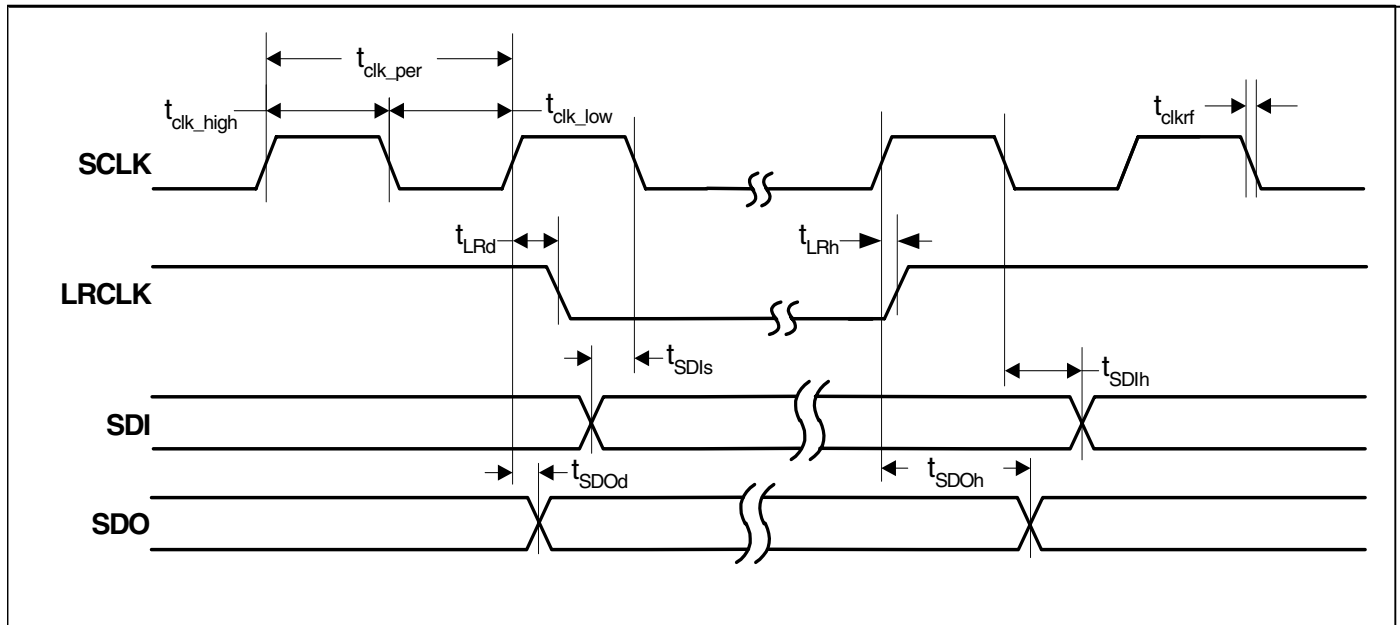 t_clk_per
t_clk_high
t_clk_low
t_clkrf
SCLK
t_LRd
t_LRh
LRCLK
t_SDIs
t_SDIh
SDI
t_SDOd
t_SDOh
SDO